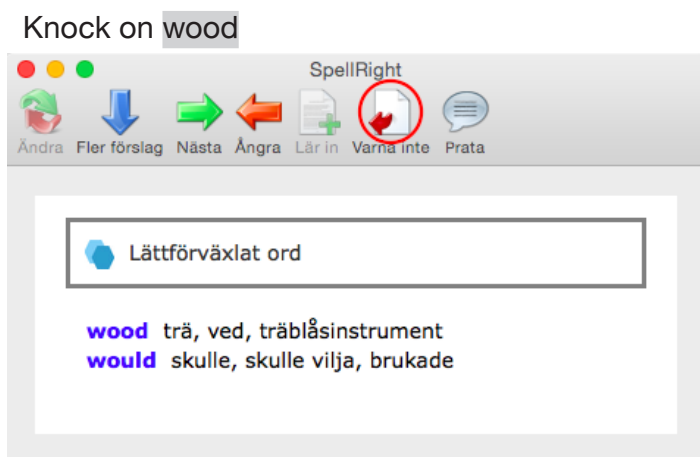 Knock on wood
SpellRight
Ändra Fler förslag Nästa Ångra Lär in Varna inte Prata
Lättförväxlat ord
wood trä, ved, träblåsinstrument
would skulle, skulle vilja, brukade